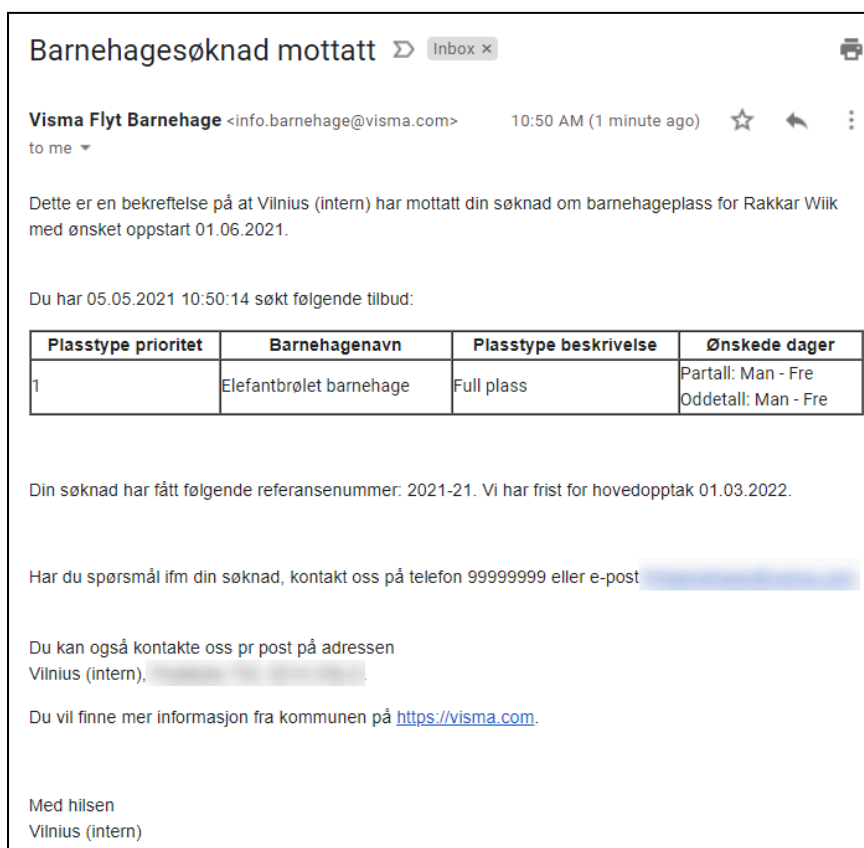 Barnehagesøknad mottatt Inbox ×
Visma Flyt Barnehage <info.barnehage@visma.com> 10:50 AM (1 minute ago)
to me
Dette er en bekreftelse på at Vilnius (intern) har mottatt din søknad om barnehageplass for Rakkar Wiik
med ønsket oppstart 01.06.2021.
Du har 05.05.2021 10:50:14 søkt følgende tilbud:
Plasstype prioritet Barnehagenavn Plasstype beskrivelse Ønskede dager
1 Elefantbrølet barnehage Full plass Partall: Man - Fre
Oddetall: Man - Fre
Din søknad har fått følgende referansenummer: 2021-21. Vi har frist for hovedopptak 01.03.2022.
Har du spørsmål ifm din søknad, kontakt oss på telefon 99999999 eller e-post
Du kan også kontakte oss pr post på adressen
Vilnius (intern),
Du vil finne mer informasjon fra kommunen på https://visma.com.
Med hilsen
Vilnius (intern)